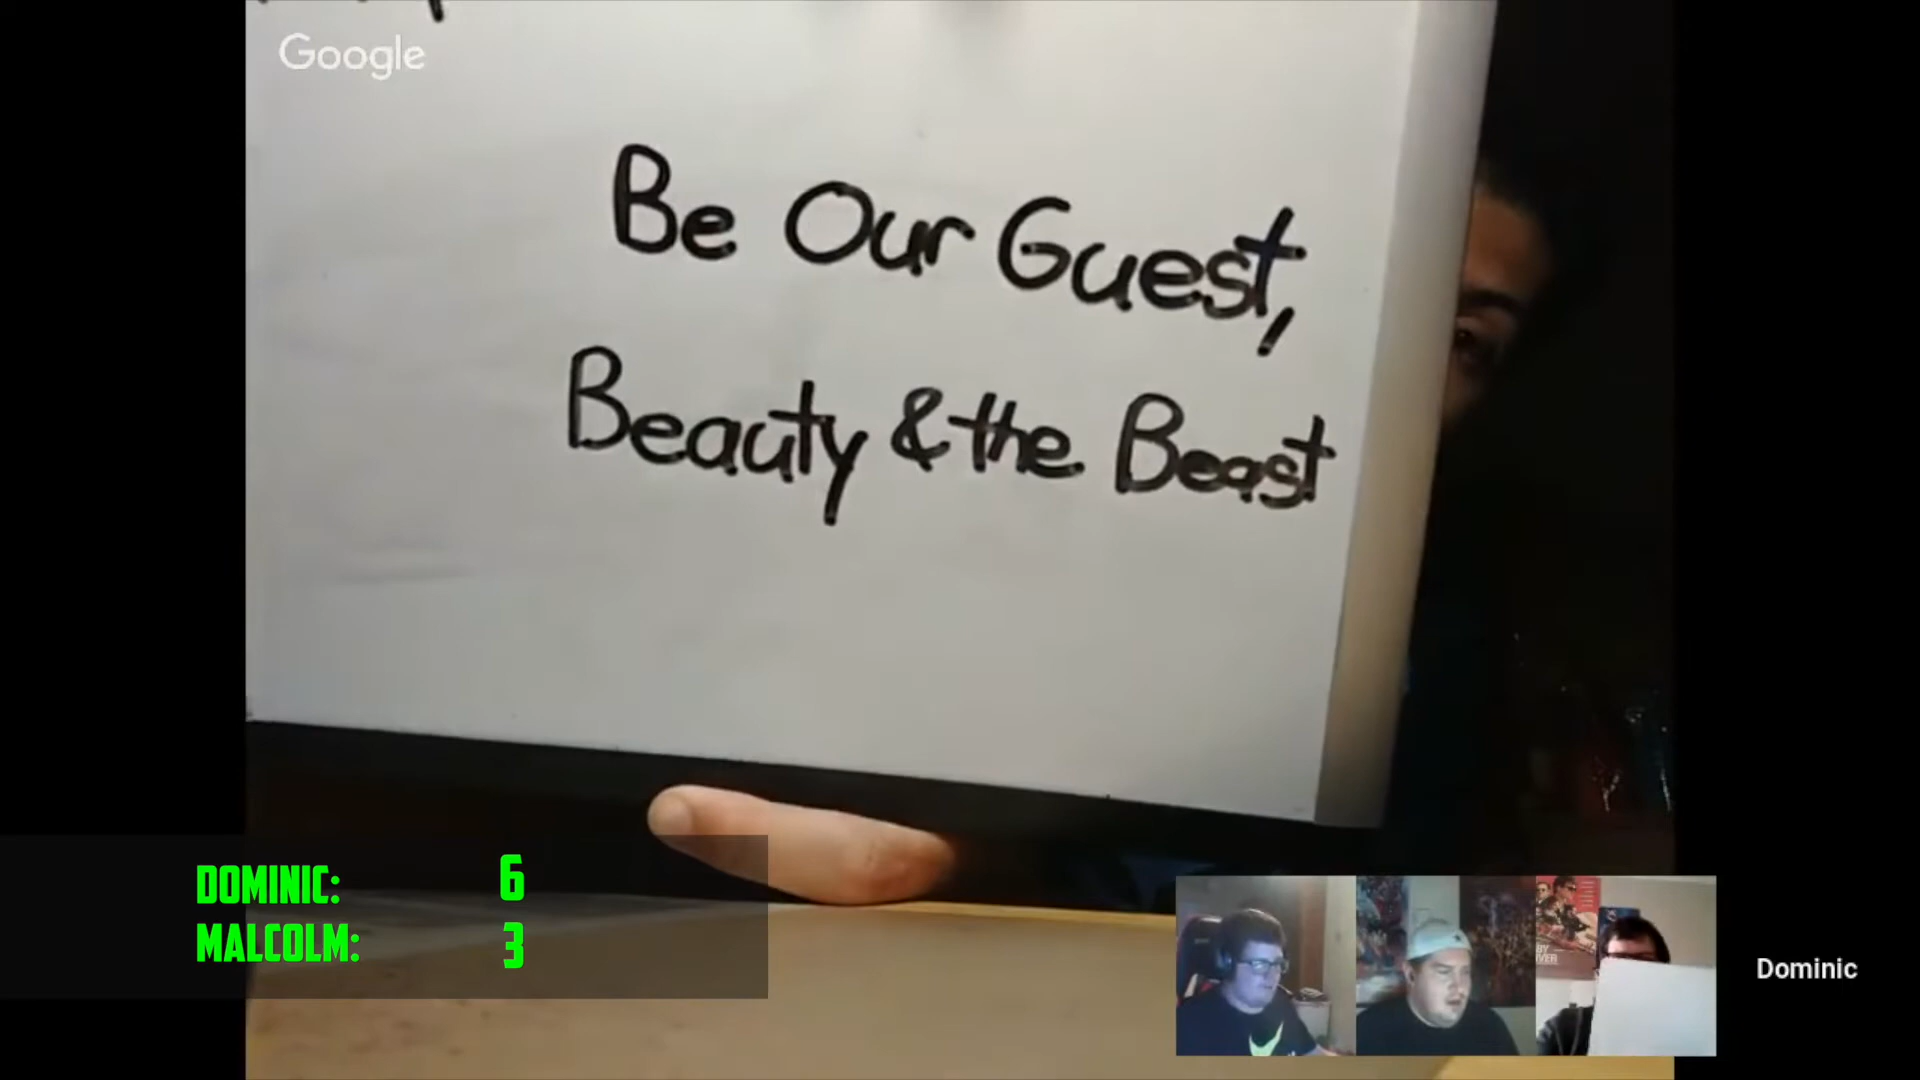 Google
Be Our Guest,
Beauty & the Beast
DOMINIC: 6
MALCOLM: 3
Dominic